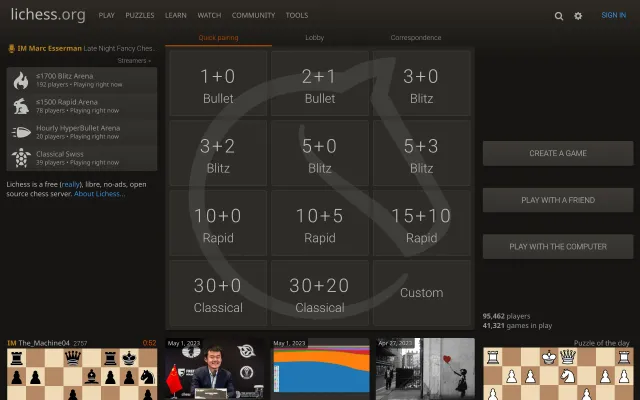 lichess.org PLAY PUZZLES LEARN WATCH COMMUNITY TOOLS SIGN IN
IM Marc Esserman Late Night Fancy Ches
Streamers »
≤1700 Blitz Arena
192 players • Playing right now
≤1500 Rapid Arena
78 players • Playing right now
Hourly HyperBullet Arena
20 players • Playing right now
Classical Swiss
39 players • Playing right now
Lichess is a free (really), libre, no-ads, open
source chess server. About Lichess...
Quick pairing Lobby Correspondence
1+0 2+1 3+0
Bullet Bullet Blitz
3+2 5+0 5+3
Blitz Blitz Blitz
10+0 10+5 15+10
Rapid Rapid Rapid
30+0 30+20 Custom
Classical Classical
CREATE A GAME
PLAY WITH A FRIEND
PLAY WITH THE COMPUTER
95,462 players
41,321 games in play
IM The_Machine04 2757 0:52
May 1, 2023 May 1, 2023 Apr 27, 2023
Puzzle of the day